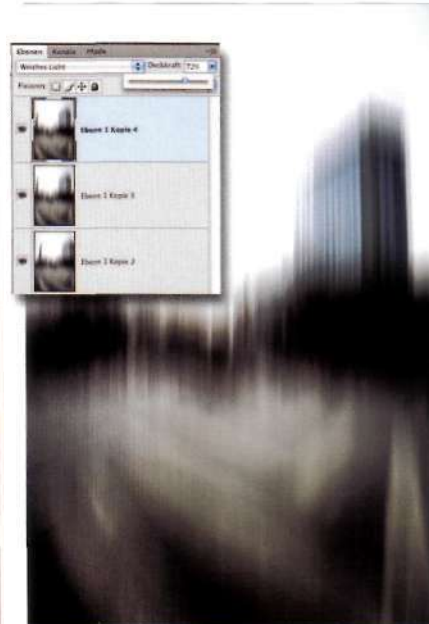 Ebenen Kanäle Pfade
Weiches Licht Deckkraft: 72%
Fixieren:
Ebene 1 Kopie 4
Ebene 1 Kopie 3
Ebene 1 Kopie 2